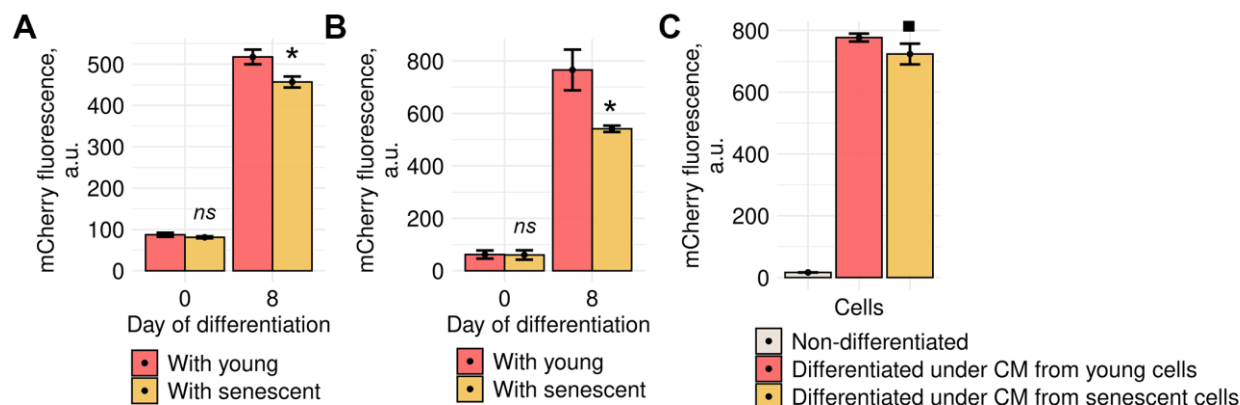 A
mCherry fluorescence,
a.u.
500
400
300
200
100
0
ns
*
0
8
Day of differentiation
With young
With senescent
B
mCherry fluorescence,
a.u.
800
600
400
200
0
ns
*
0
8
Day of differentiation
With young
With senescent
C
mCherry fluorescence,
a.u.
800
600
400
200
0
Cells
Non-differentiated
Differentiated under CM from young cells
Differentiated under CM from senescent cells